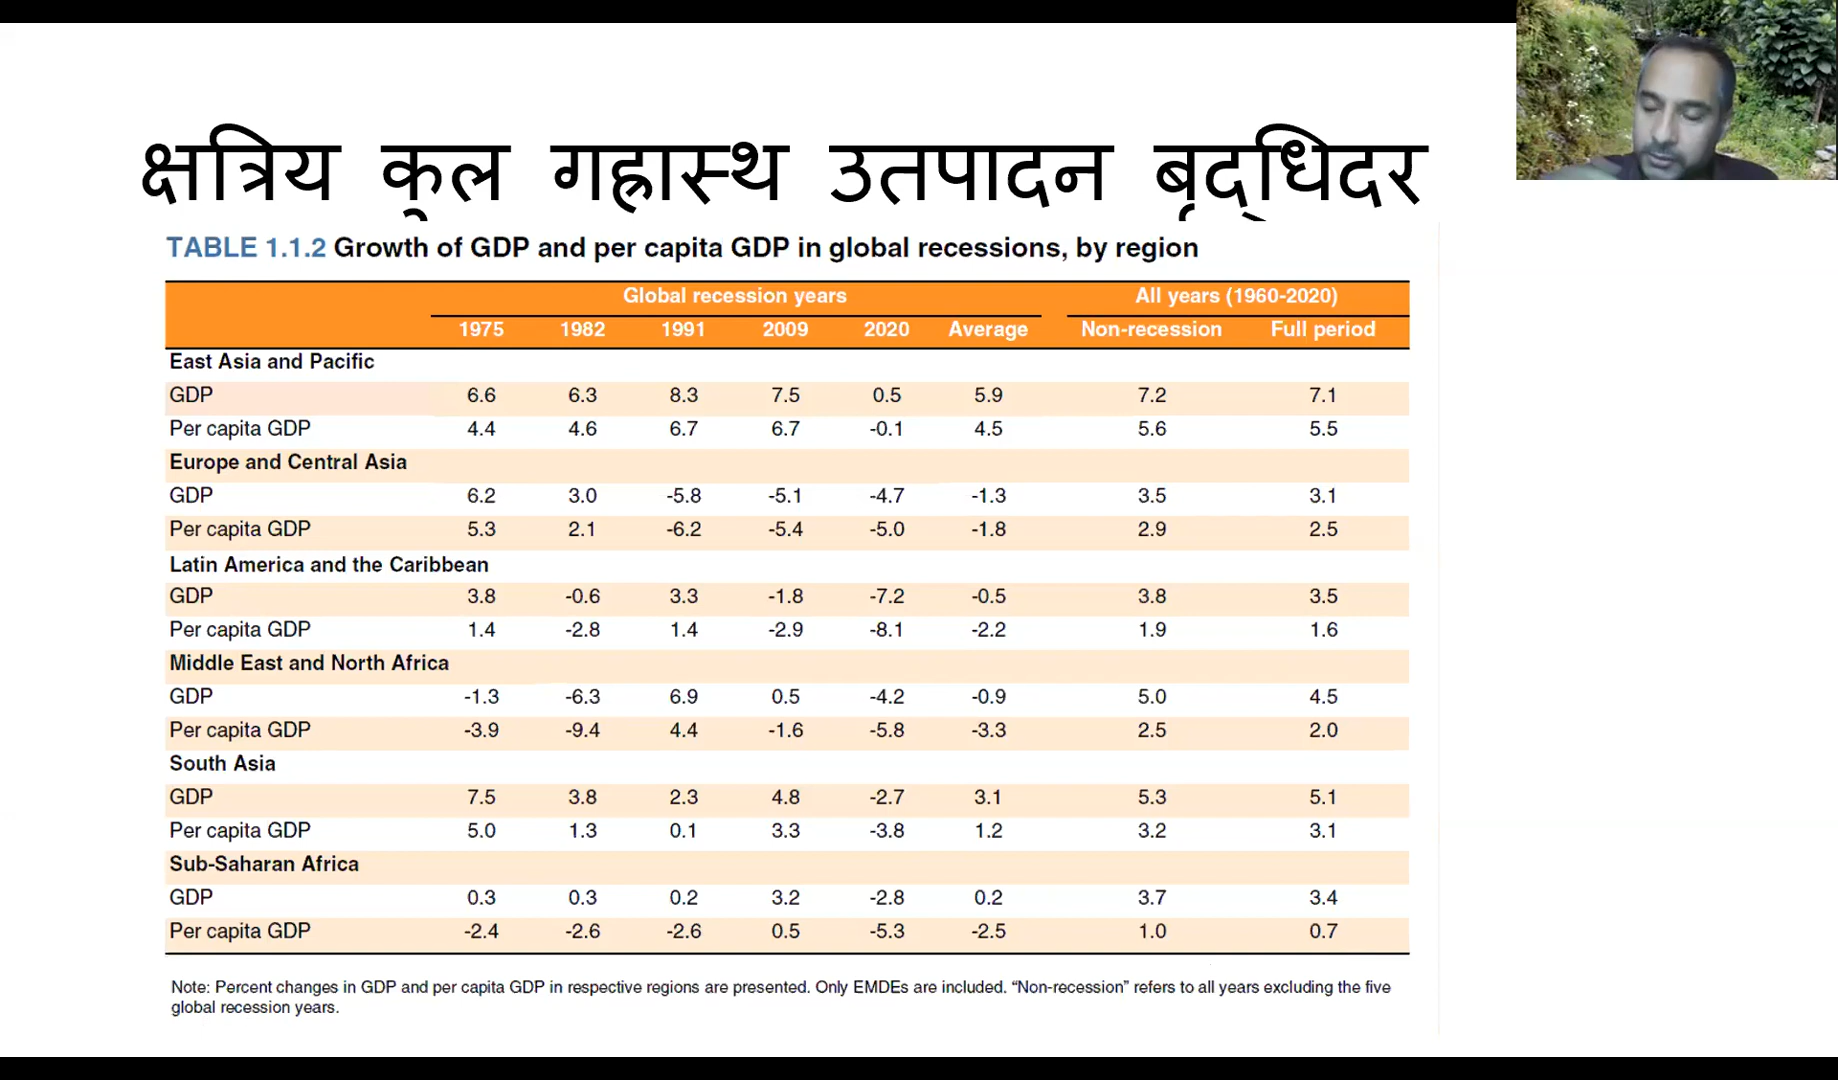 क्षत्रिय कुल गह्रास्थ उतपादन बृद्धिदर
TABLE 1.1.2 Growth of GDP and per capita GDP in global recessions, by region
Global recession years All years (1960-2020)
1975 1982 1991 2009 2020 Average Non-recession Full period
East Asia and Pacific
GDP 6.6 6.3 8.3 7.5 0.5 5.9 7.2 7.1
Per capita GDP 4.4 4.6 6.7 6.7 -0.1 4.5 5.6 5.5
Europe and Central Asia
GDP 6.2 3.0 -5.8 -5.1 -4.7 -1.3 3.5 3.1
Per capita GDP 5.3 2.1 -6.2 -5.4 -5.0 -1.8 2.9 2.5
Latin America and the Caribbean
GDP 3.8 -0.6 3.3 -1.8 -7.2 -0.5 3.8 3.5
Per capita GDP 1.4 -2.8 1.4 -2.9 -8.1 -2.2 1.9 1.6
Middle East and North Africa
GDP -1.3 -6.3 6.9 0.5 -4.2 -0.9 5.0 4.5
Per capita GDP -3.9 -9.4 4.4 -1.6 -5.8 -3.3 2.5 2.0
South Asia
GDP 7.5 3.8 2.3 4.8 -2.7 3.1 5.3 5.1
Per capita GDP 5.0 1.3 0.1 3.3 -3.8 1.2 3.2 3.1
Sub-Saharan Africa
GDP 0.3 0.3 0.2 3.2 -2.8 0.2 3.7 3.4
Per capita GDP -2.4 -2.6 -2.6 0.5 -5.3 -2.5 1.0 0.7
Note: Percent changes in GDP and per capita GDP in respective regions are presented. Only EMDEs are included. “Non-recession” refers to all years excluding the five
global recession years.